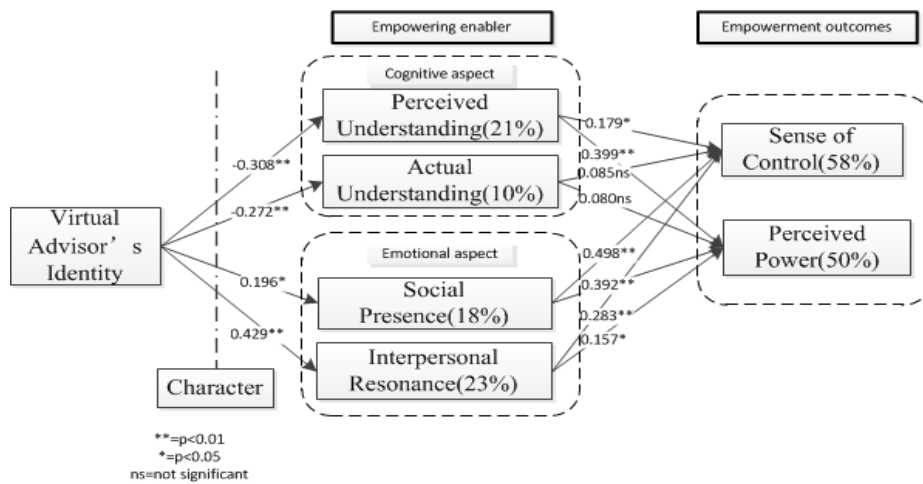 Empowering enabler
Empowerment outcomes
Cognitive aspect
Perceived
Understanding(21%)
Actual
Understanding(10%)
Emotional aspect
Social
Presence(18%)
Interpersonal
Resonance(23%)
Virtual
Advisor’s
Identity
Character
Sense of
Control(58%)
Perceived
Power(50%)
-0.308**
-0.272**
0.196*
0.429**
0.179*
0.399**
0.085ns
0.080ns
0.498**
0.392**
0.283**
0.157*
**=p<0.01
*=p<0.05
ns=not significant